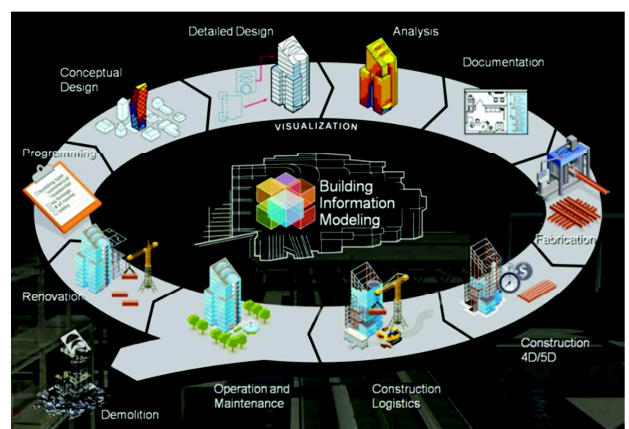 Detailed Design
Analysis
Conceptual
Design
Documentation
VISUALIZATION
Programming
Building
Information
Modeling
Fabrication
Renovation
Construction
4D/5D
Operation and
Maintenance
Construction
Logistics
Demolition